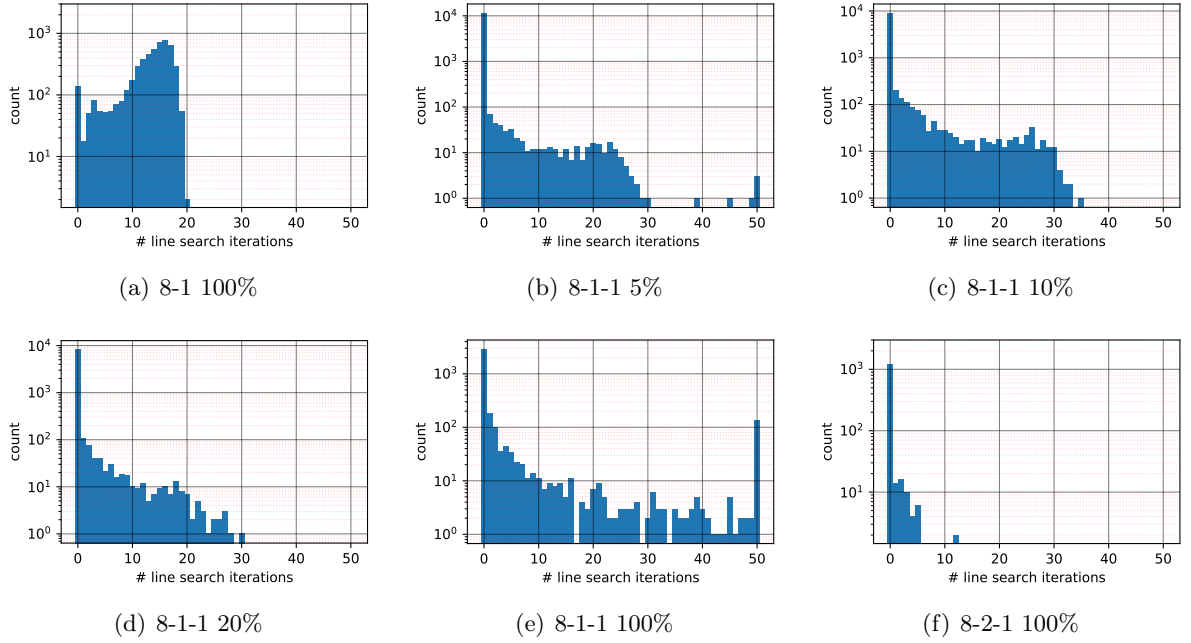 10³
10²
10¹
count
0 10 20 30 40 50
# line search iterations
(a) 8-1 100%
10⁴
10³
10²
10¹
10⁰
count
0 10 20 30 40 50
# line search iterations
(b) 8-1-1 5%
10⁴
10³
10²
10¹
10⁰
count
0 10 20 30 40 50
# line search iterations
(c) 8-1-1 10%
10⁴
10³
10²
10¹
10⁰
count
0 10 20 30 40 50
# line search iterations
(d) 8-1-1 20%
10³
10²
10¹
10⁰
count
0 10 20 30 40 50
# line search iterations
(e) 8-1-1 100%
10³
10²
10¹
count
0 10 20 30 40 50
# line search iterations
(f) 8-2-1 100%